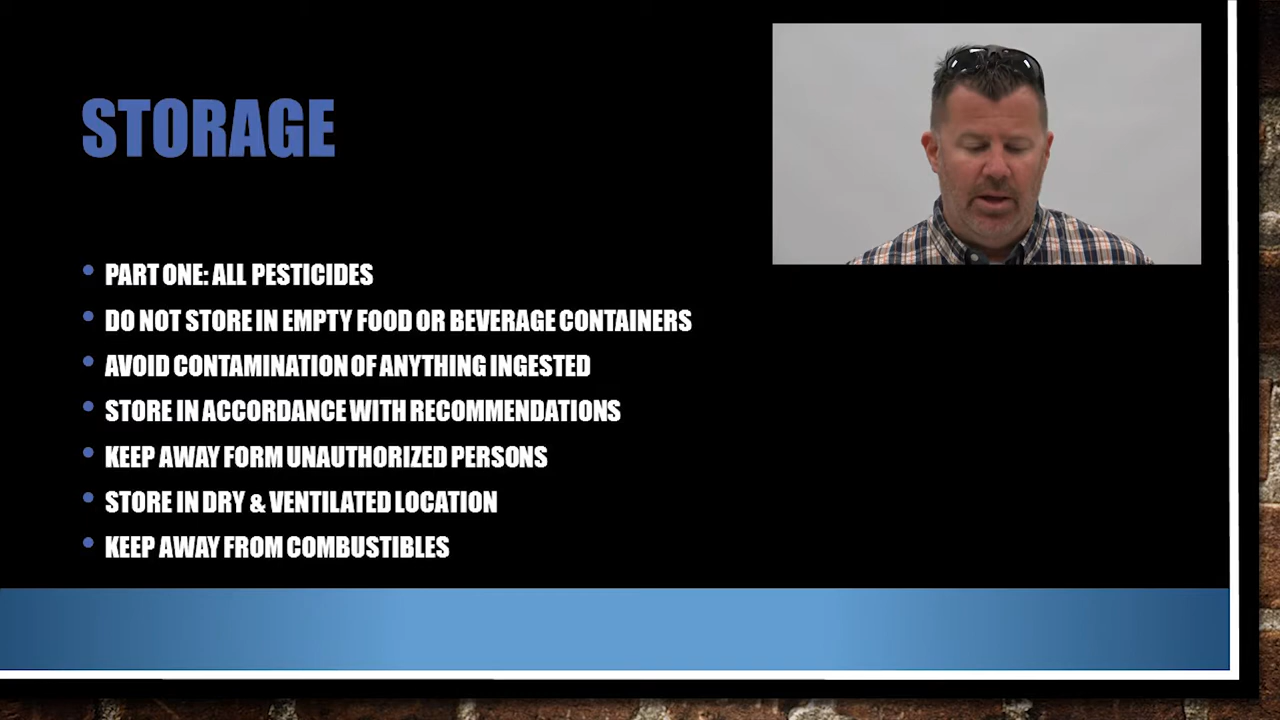 STORAGE
PART ONE: ALL PESTICIDES
DO NOT STORE IN EMPTY FOOD OR BEVERAGE CONTAINERS
AVOID CONTAMINATION OF ANYTHING INGESTED
STORE IN ACCORDANCE WITH RECOMMENDATIONS
KEEP AWAY FORM UNAUTHORIZED PERSONS
STORE IN DRY & VENTILATED LOCATION
KEEP AWAY FROM COMBUSTIBLES